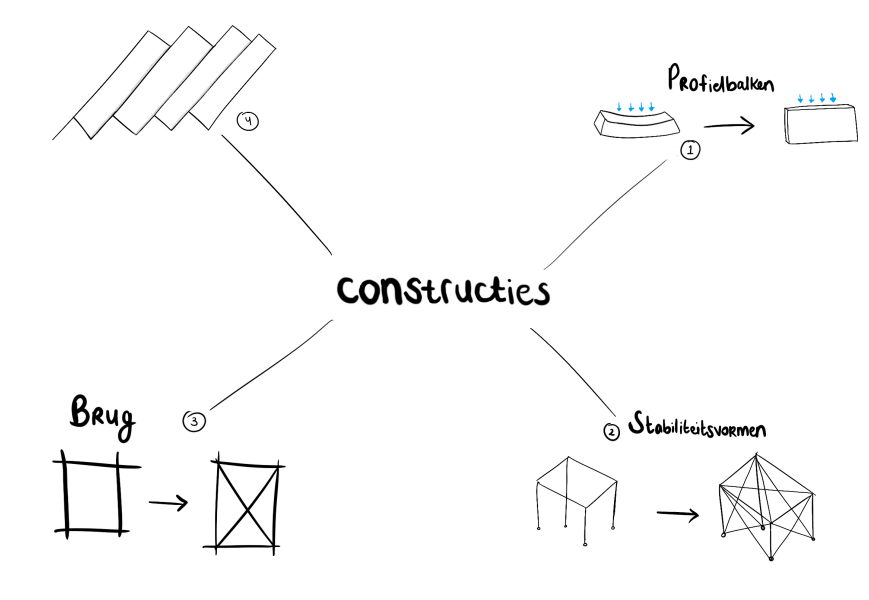 4
Profielbalken
1
constructies
Brug
3
2 Stabiliteitsvormen